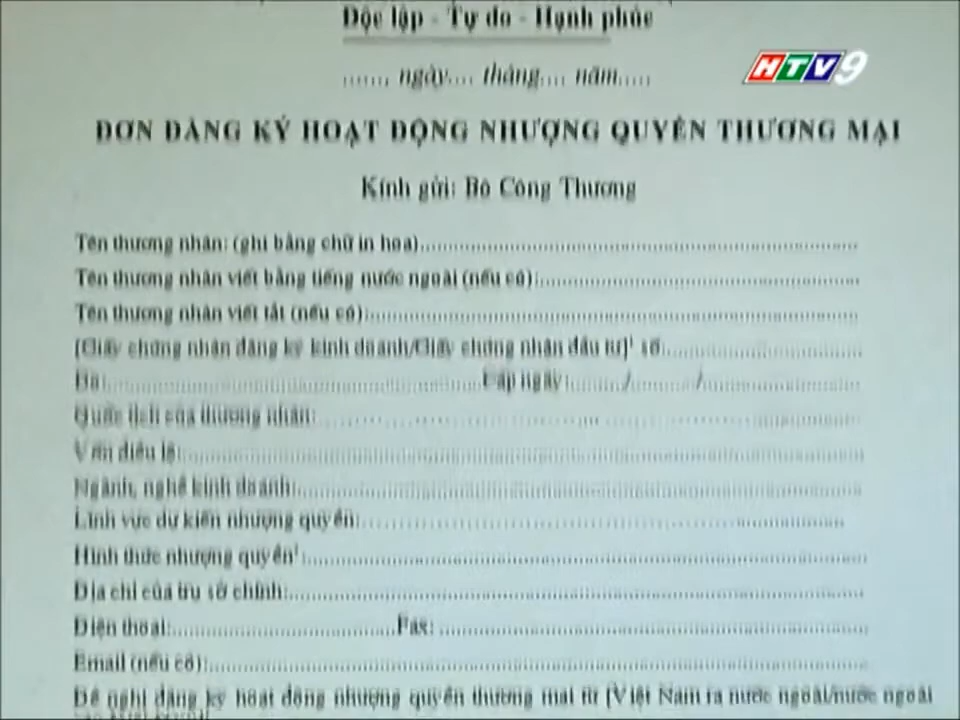 Độc lập - Tự do - Hạnh phúc
HTV9
......, ngày.... tháng.... năm.....
ĐƠN ĐĂNG KÝ HOẠT ĐỘNG NHƯỢNG QUYỀN THƯƠNG MẠI
Kính gửi: Bộ Công Thương
Tên thương nhân: (ghi bằng chữ in hoa)....................
Tên thương nhân viết bằng tiếng nước ngoài (nếu có):....................
Tên thương nhân viết tắt (nếu có):....................
[Giấy chứng nhận đăng ký kinh doanh/Giấy chứng nhận đầu tư]¹ số....................
Do:.................... Cấp ngày:........./........../....................
Quốc tịch của thương nhân:....................
Vốn điều lệ:....................
Ngành, nghề kinh doanh:....................
Lĩnh vực dự kiến nhượng quyền:....................
Hình thức nhượng quyền¹:....................
Địa chỉ của trụ sở chính:....................
Điện thoại:....................Fax: ....................
Email (nếu có):....................
Đề nghị đăng ký hoạt động nhượng quyền thương mại từ [Việt Nam ra nước ngoài/nước ngoài